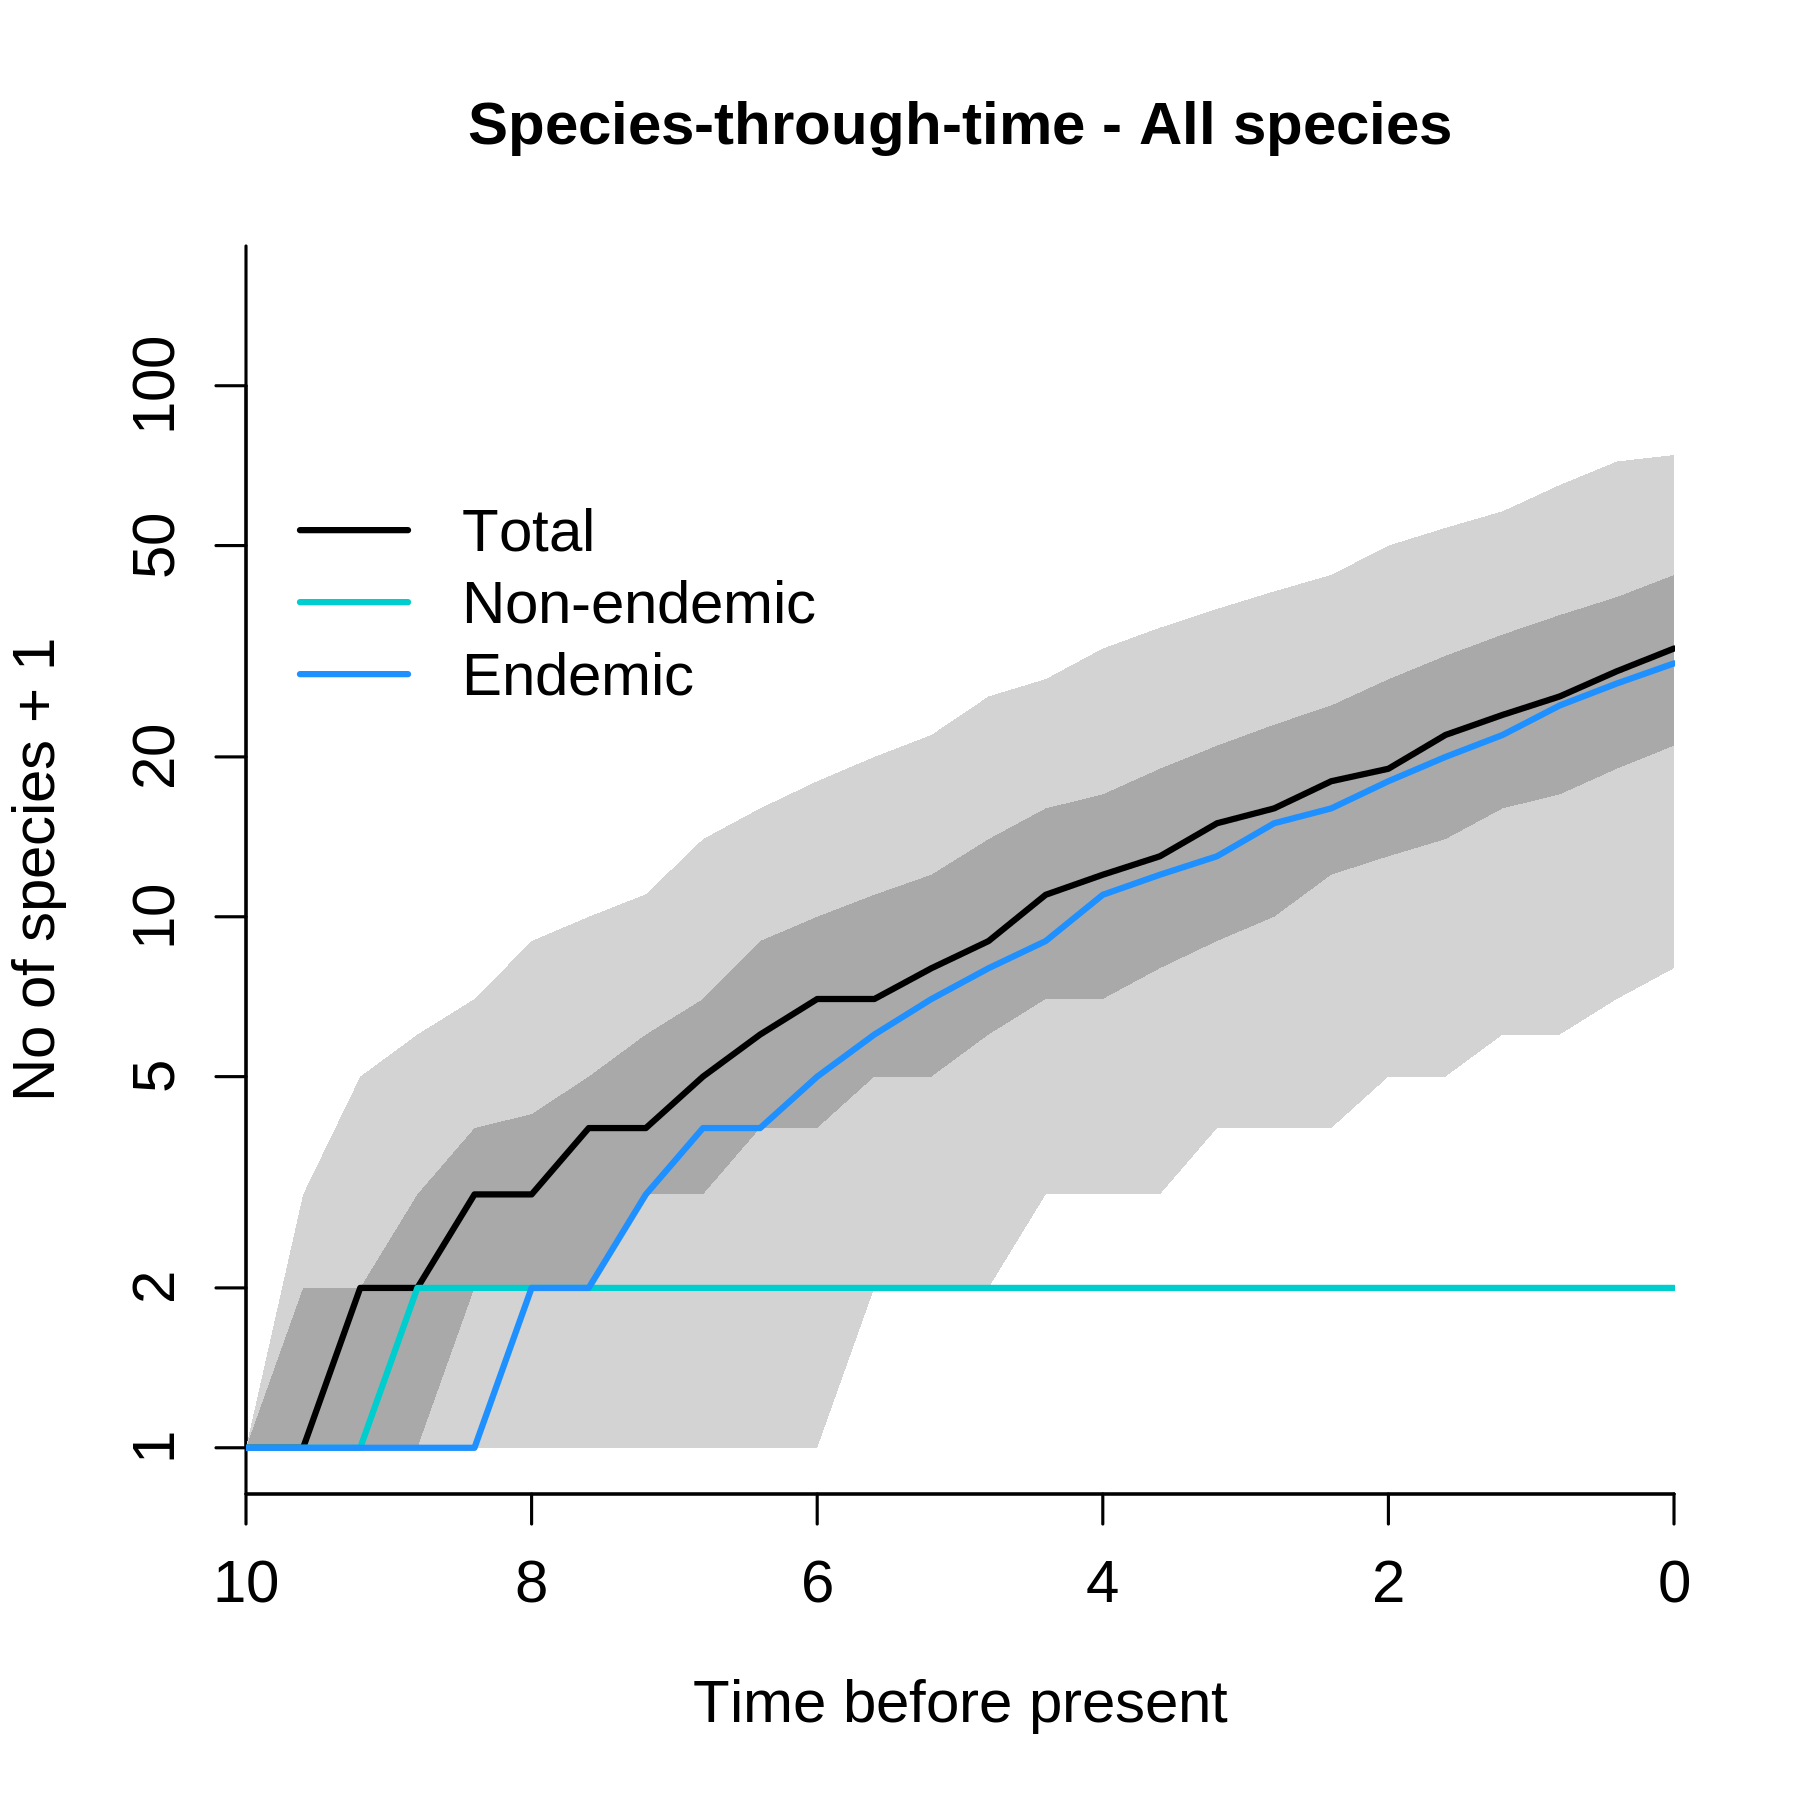 Species-through-time - All species
100
50
20
10
5
2
1
No of species + 1
Total
Non-endemic
Endemic
10 8 6 4 2 0
Time before present